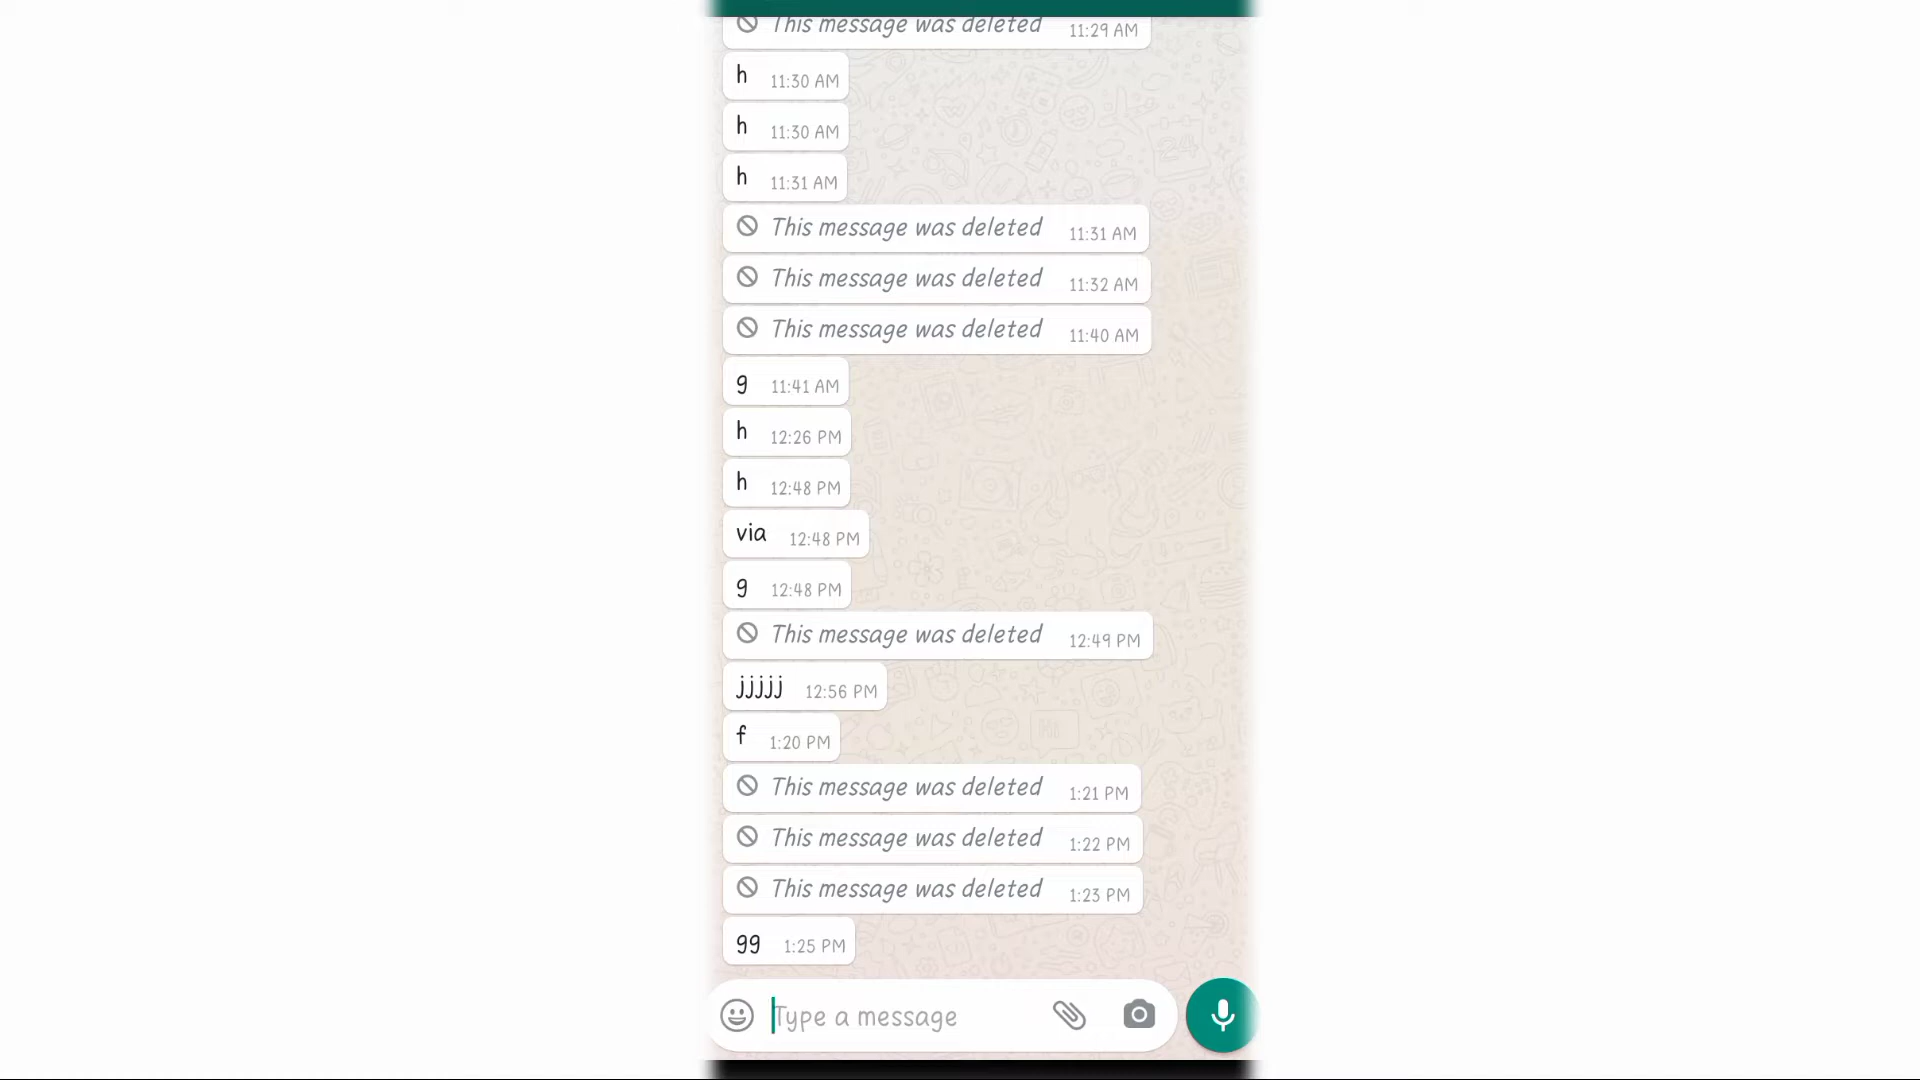 This message was deleted 11:29 AM
h 11:30 AM
h 11:30 AM
h 11:31 AM
This message was deleted 11:31 AM
This message was deleted 11:32 AM
This message was deleted 11:40 AM
g 11:41 AM
h 12:26 PM
h 12:48 PM
via 12:48 PM
g 12:48 PM
This message was deleted 12:49 PM
jjjjj 12:56 PM
f 1:20 PM
This message was deleted 1:21 PM
This message was deleted 1:22 PM
This message was deleted 1:23 PM
gg 1:25 PM
Type a message